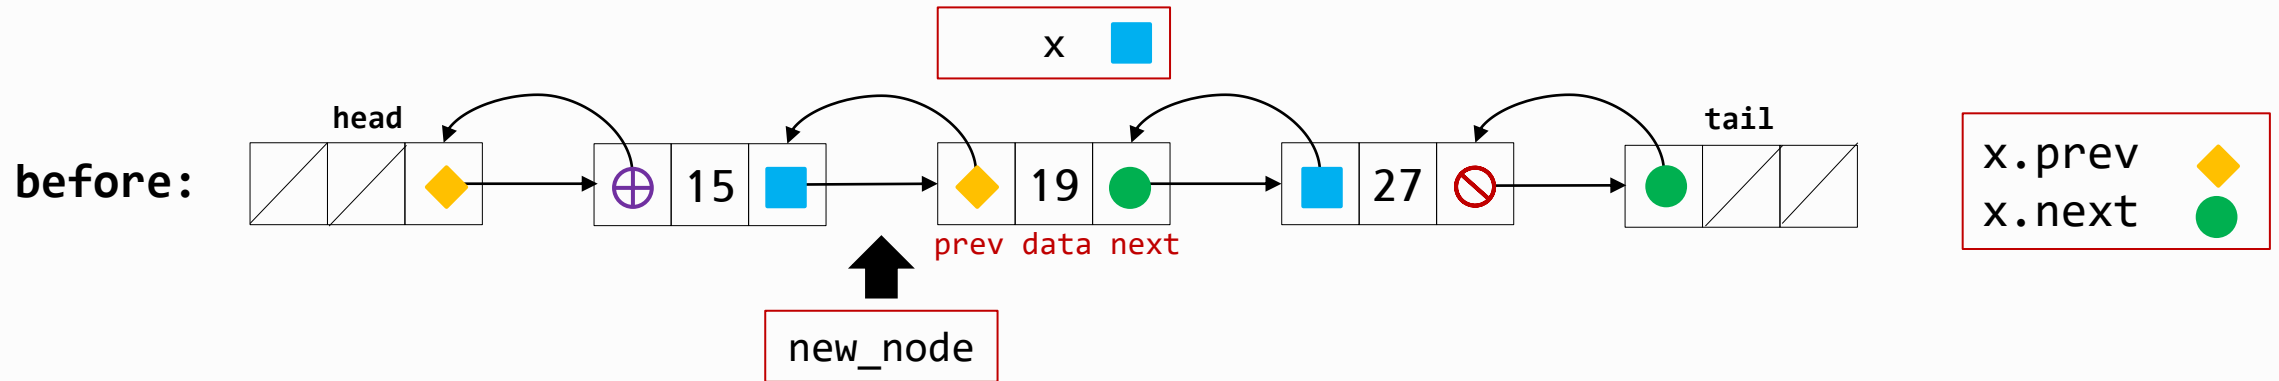 x
head
tail
before:
15
19
27
prev data next
x.prev
x.next
new_node